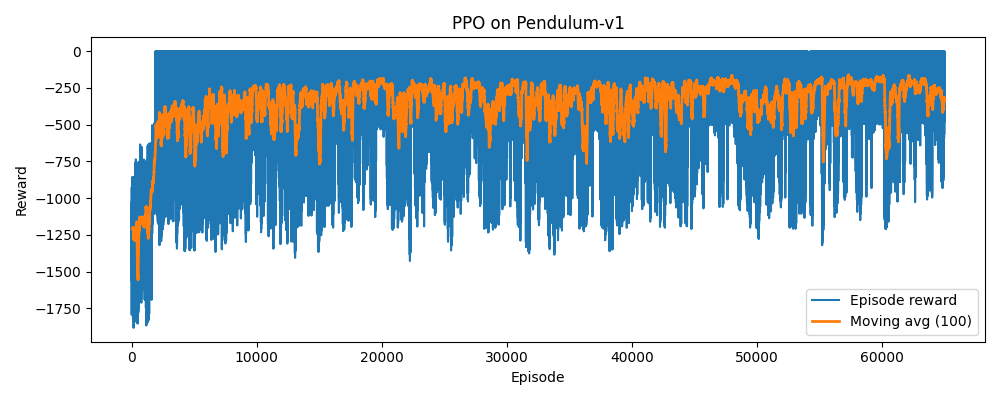 PPO on Pendulum-v1
Reward
0
−250
−500
−750
−1000
−1250
−1500
−1750
Episode reward
Moving avg (100)
0 10000 20000 30000 40000 50000 60000
Episode